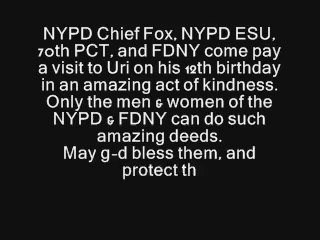 NYPD Chief Fox, NYPD ESU,
70th PCT, and FDNY come pay
a visit to Uri on his 12th birthday
in an amazing act of kindness.
Only the men & women of the
NYPD & FDNY can do such
amazing deeds.
May g-d bless them, and
protect th